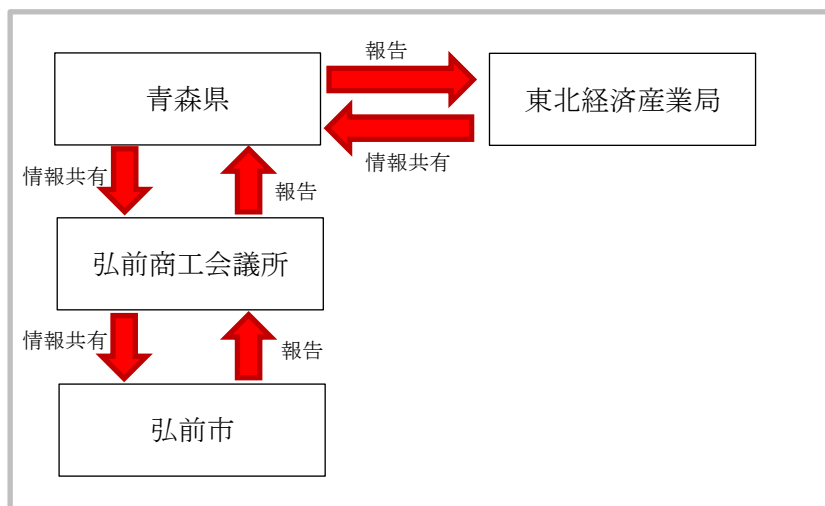 報告
青森県
東北経済産業局
情報共有
情報共有
報告
弘前商工会議所
情報共有
報告
弘前市